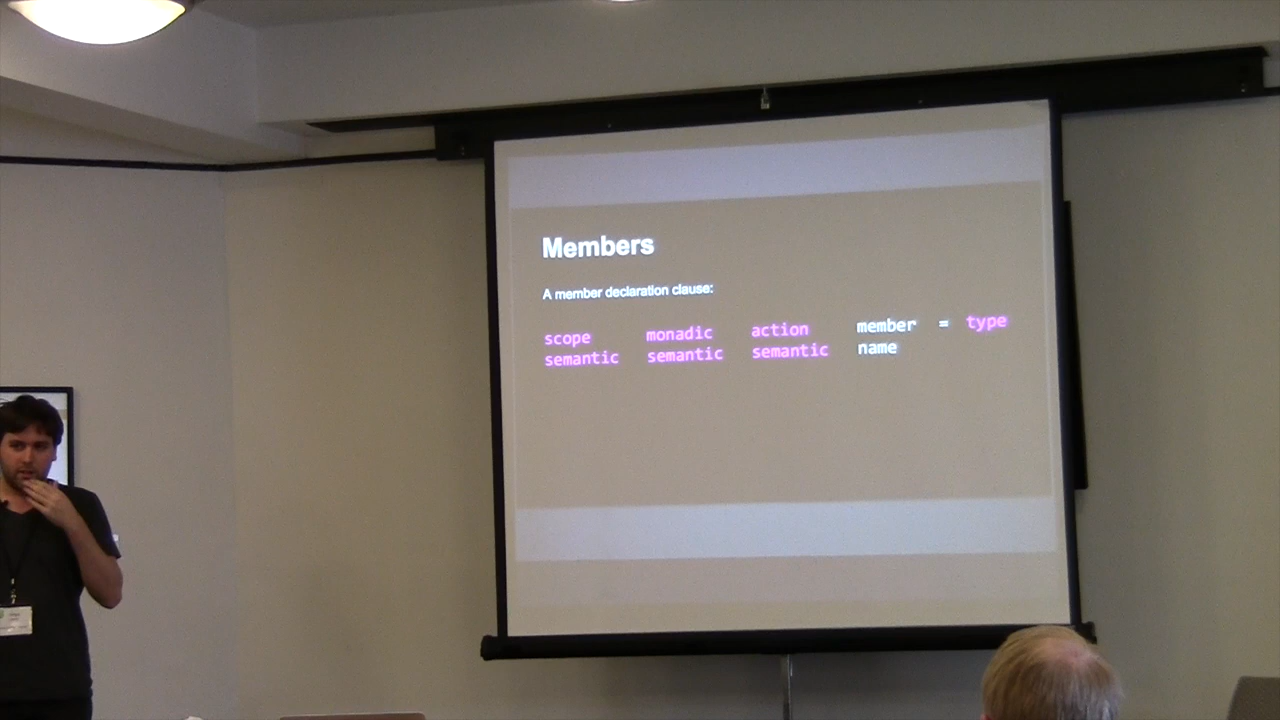 Members
A member declaration clause:
scope monadic action member = type
semantic semantic semantic name